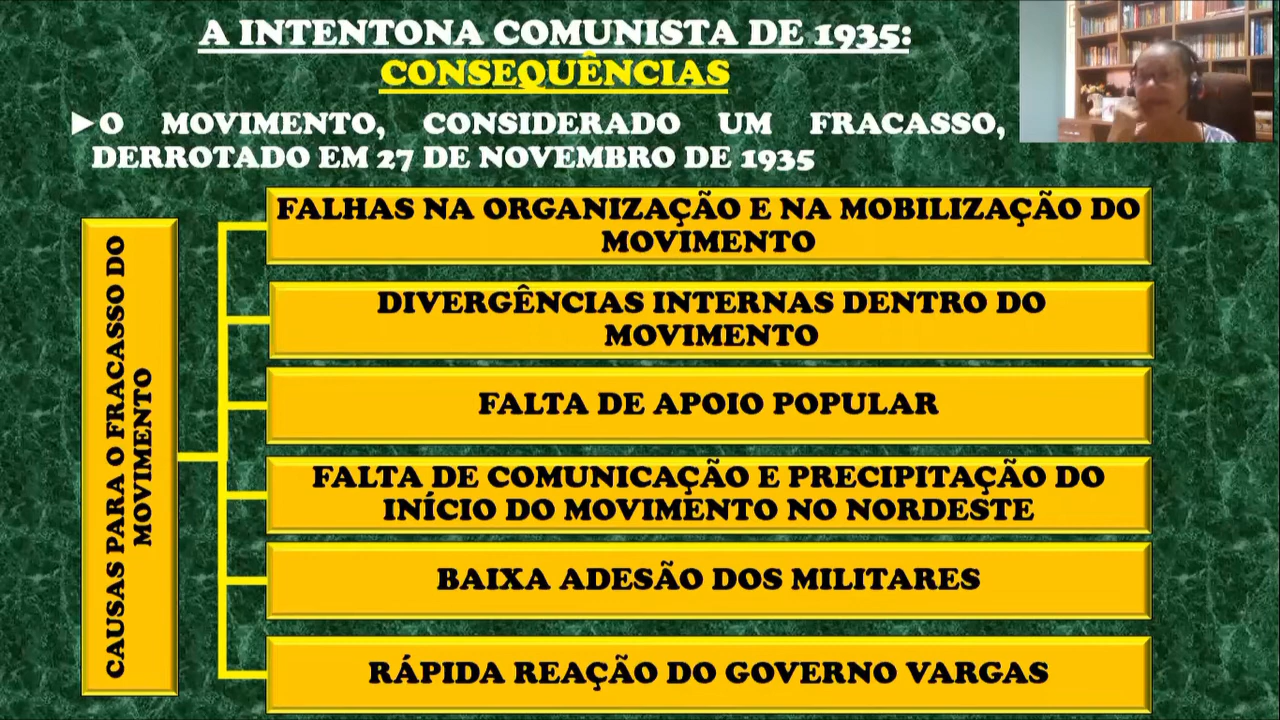 A INTENTONA COMUNISTA DE 1935:
CONSEQUÊNCIAS
►O MOVIMENTO, CONSIDERADO UM FRACASSO,
DERROTADO EM 27 DE NOVEMBRO DE 1935
CAUSAS PARA O FRACASSO DO
MOVIMENTO
FALHAS NA ORGANIZAÇÃO E NA MOBILIZAÇÃO DO
MOVIMENTO
DIVERGÊNCIAS INTERNAS DENTRO DO
MOVIMENTO
FALTA DE APOIO POPULAR
FALTA DE COMUNICAÇÃO E PRECIPITAÇÃO DO
INÍCIO DO MOVIMENTO NO NORDESTE
BAIXA ADESÃO DOS MILITARES
RÁPIDA REAÇÃO DO GOVERNO VARGAS